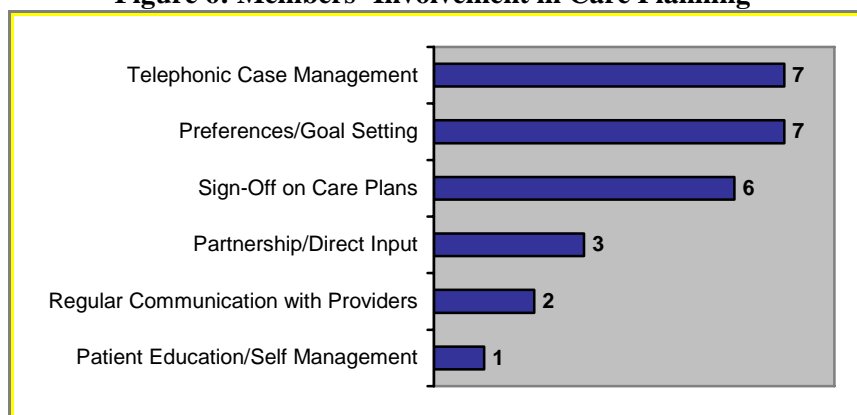 Figure 6: Members' Involvement in Care Planning
Telephonic Case Management 7
Preferences/Goal Setting 7
Sign-Off on Care Plans 6
Partnership/Direct Input 3
Regular Communication with Providers 2
Patient Education/Self Management 1